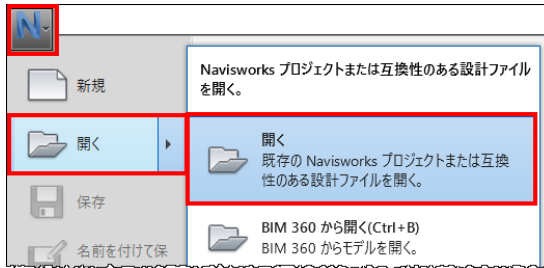 N
新規
開く
保存
名前を付けて保
Navisworks プロジェクトまたは互換性のある設計ファイル
を開く。
開く
既存の Navisworks プロジェクトまたは互換
性のある設計ファイルを開く。
BIM 360 から開く(Ctrl+B)
BIM 360 からモデルを開く。